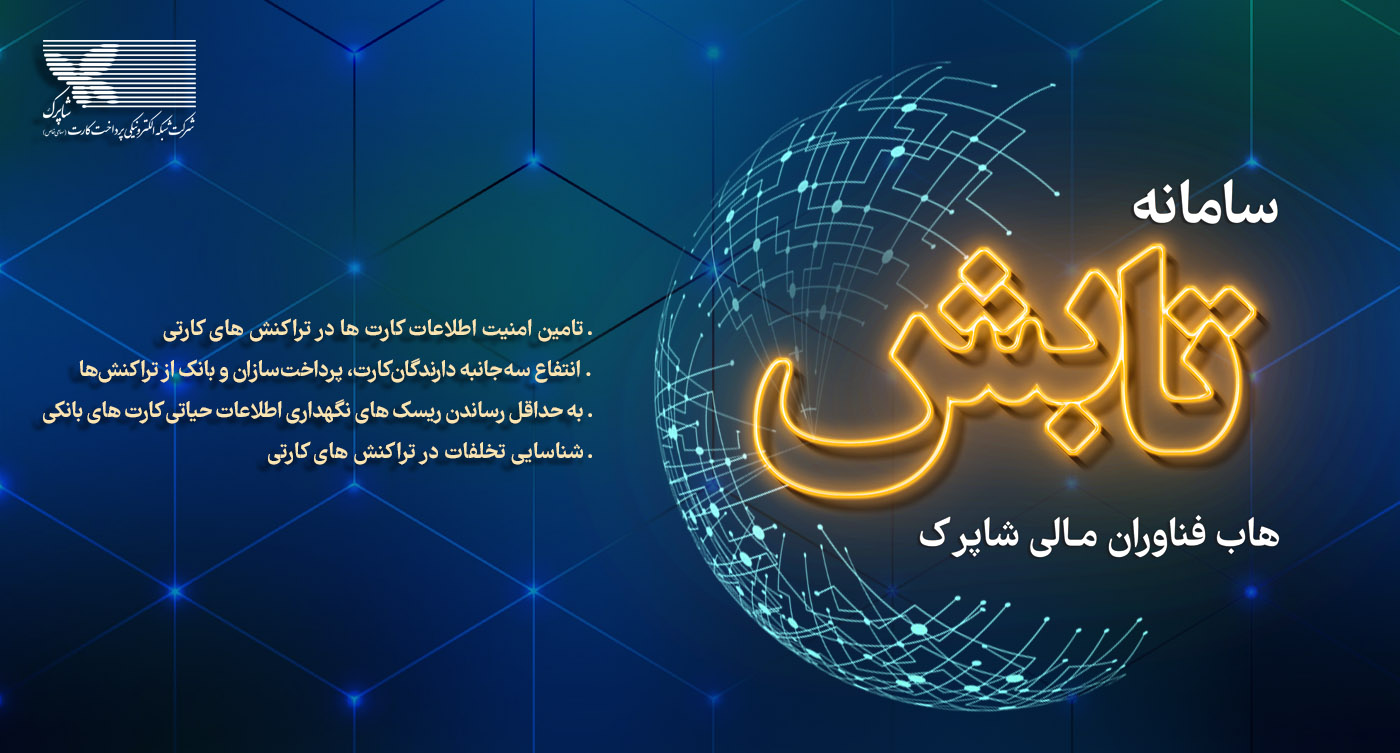 شاپرک
شرکت شبکه الکترونیکی پرداخت کارت (سهامی خاص)
سامانه
تابش
هاب فناوران مالی شاپرک
. تامین امنیت اطلاعات کارت ها در تراکنش های کارتی
. انتفاع سه‌جانبه دارندگان‌کارت، پرداخت‌سازان و بانک از تراکنش‌ها
. به حداقل رساندن ریسک های نگهداری اطلاعات حیاتی کارت های بانکی
. شناسایی تخلفات در تراکنش های کارتی